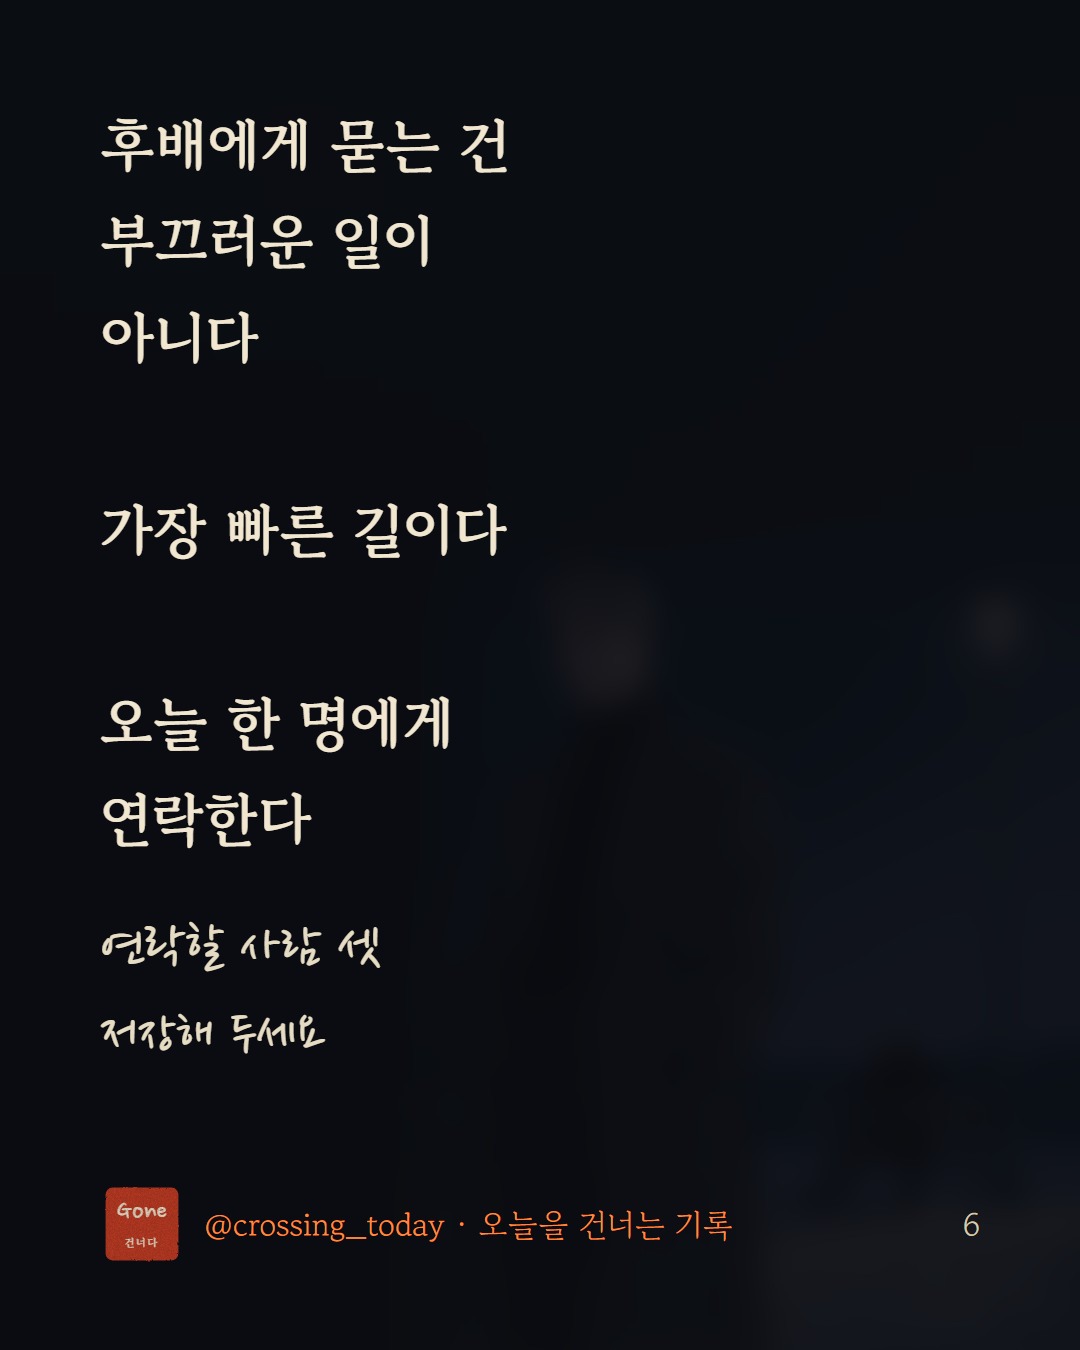 후배에게 묻는 건
부끄러운 일이
아니다
가장 빠른 길이다
오늘 한 명에게
연락한다
연락할 사람 셋
저장해 두세요
Gone
건너다
@crossing_today · 오늘을 건너는 기록
6